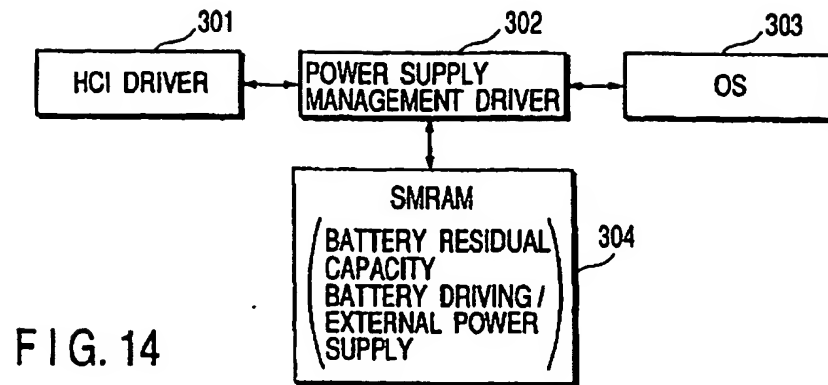 301
302
303
HCI DRIVER
POWER SUPPLY
MANAGEMENT DRIVER
OS
SMRAM
BATTERY RESIDUAL
CAPACITY
BATTERY DRIVING /
EXTERNAL POWER
SUPPLY
304
FIG. 14